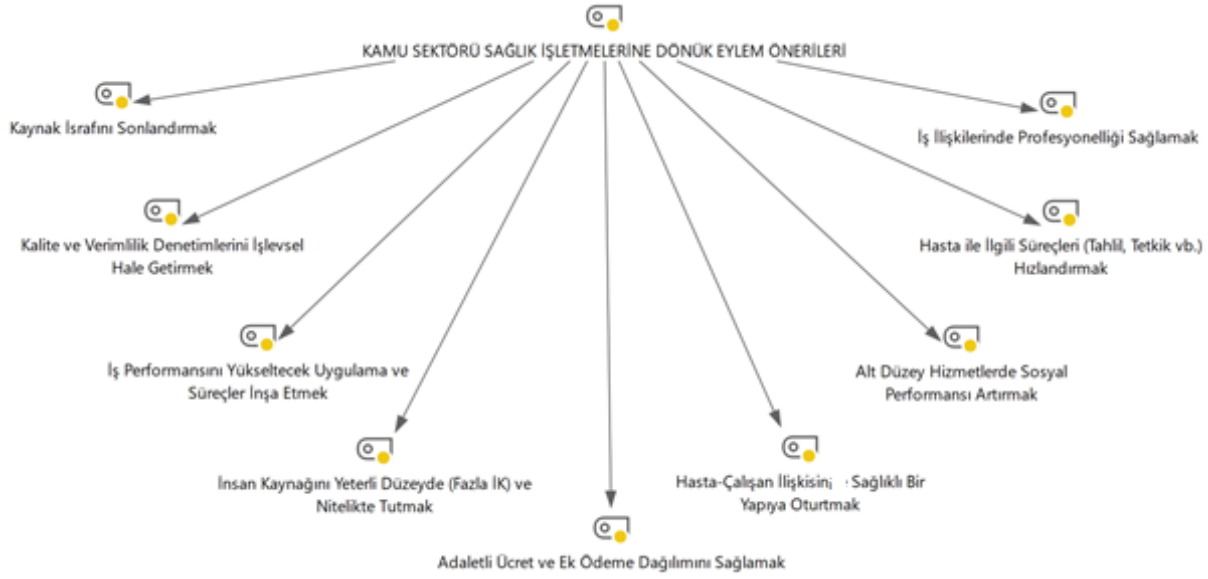 KAMU SEKTÖRÜ SAĞLIK İŞLETMELERİNE DÖNÜK EYLEM ÖNERİLERİ
Kaynak İsrafını Sonlandırmak
İş İlişkilerinde Profesyonelliği Sağlamak
Kalite ve Verimlilik Denetimlerini İşlevsel
Hale Getirmek
Hasta ile İlgili Süreçleri (Tahlil, Tetkik vb.)
Hızlandırmak
İş Performansını Yükseltecek Uygulama ve
Süreçler İnşa Etmek
Alt Düzey Hizmetlerde Sosyal
Performansı Artırmak
İnsan Kaynağını Yeterli Düzeyde (Fazla İK) ve
Nitelikte Tutmak
Hasta-Çalışan İlişkisini Sağlıklı Bir
Yapıya Oturtmak
Adaletli Ücret ve Ek Ödeme Dağılımını Sağlamak